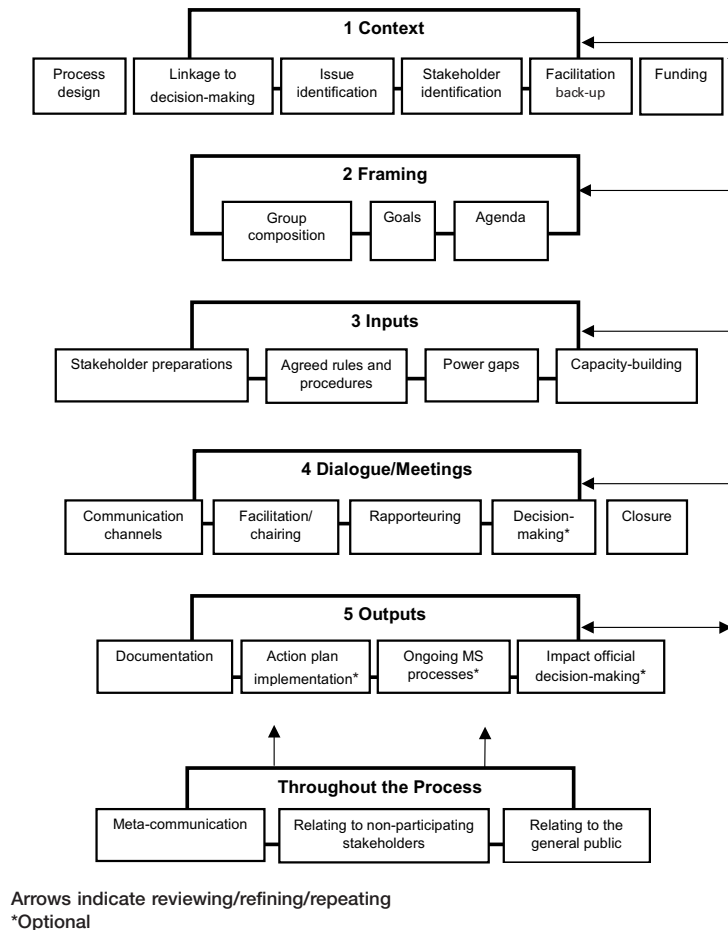 1 Context
Process
design
Linkage to
decision-making
Issue
identification
Stakeholder
identification
Facilitation
back-up
Funding
2 Framing
Group
composition
Goals
Agenda
3 Inputs
Stakeholder preparations
Agreed rules and
procedures
Power gaps
Capacity-building
4 Dialogue/Meetings
Communication
channels
Facilitation/
chairing
Rapporteuring
Decision-
making*
Closure
5 Outputs
Documentation
Action plan
implementation*
Ongoing MS
processes*
Impact official
decision-making*
Throughout the Process
Meta-communication
Relating to non-participating
stakeholders
Relating to the
general public
Arrows indicate reviewing/refining/repeating
*Optional